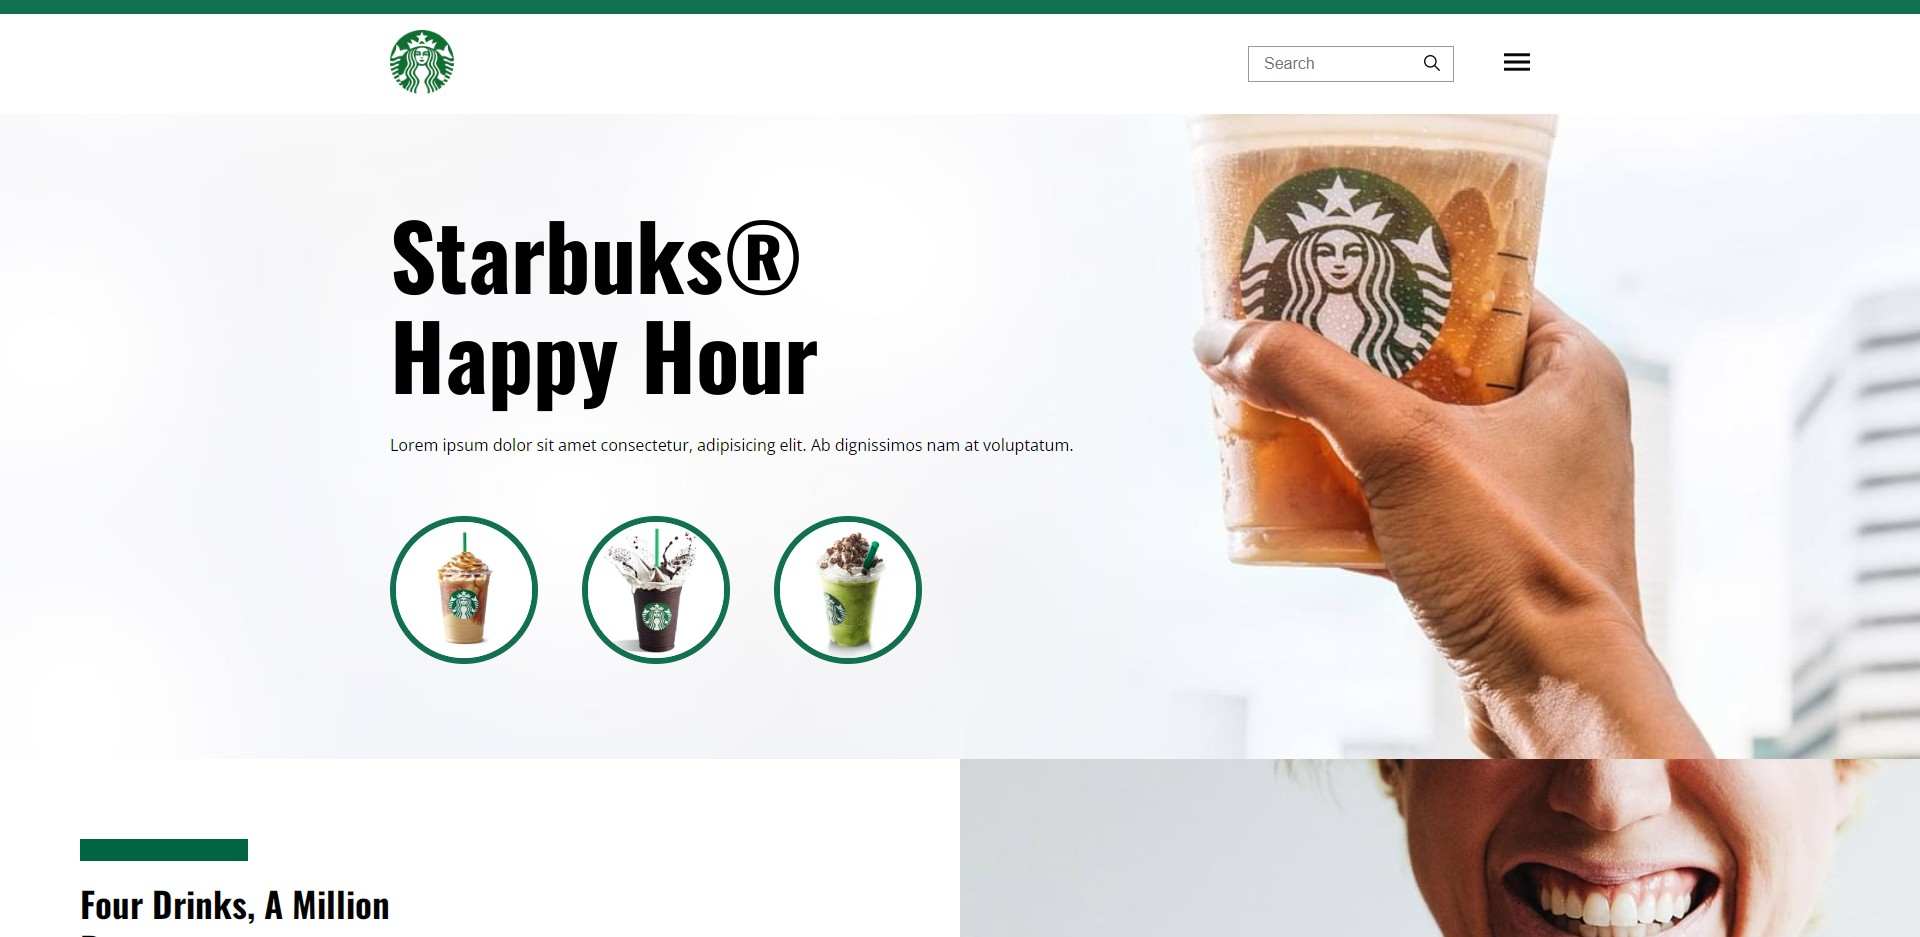 Search
Starbuks®
Happy Hour
Lorem ipsum dolor sit amet consectetur, adipisicing elit. Ab dignissimos nam at voluptatum.
Four Drinks, A Million